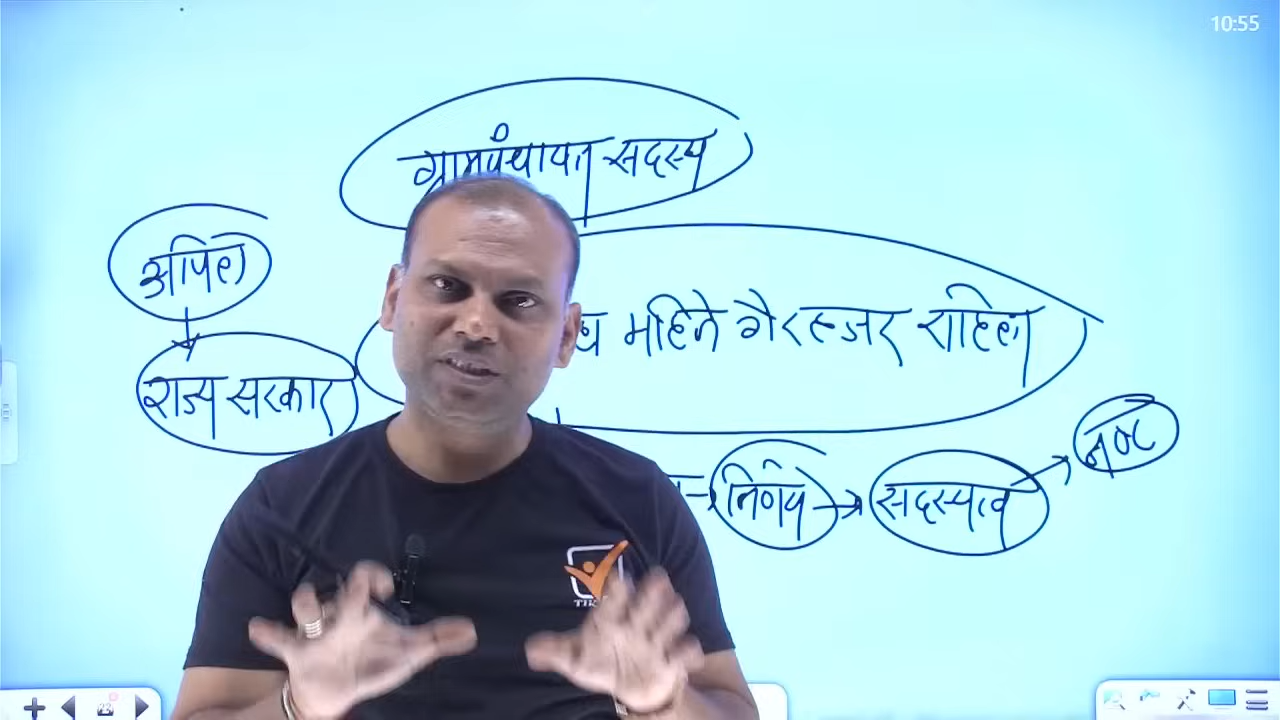 10:55
ग्रामपंचायत सदस्य
अपिल
महिने गैरहजर राहिला
राज्य सरकार
नष्ट
निर्णय → सदस्यत्व